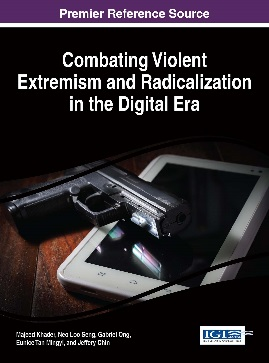 Premier Reference Source
Combating Violent
Extremism and Radicalization
in the Digital Era
Majeed Khader, Neo Loo Seng, Gabriel Ong,
Eunice Tan Mingyi, and Jeffery Chin
IGI